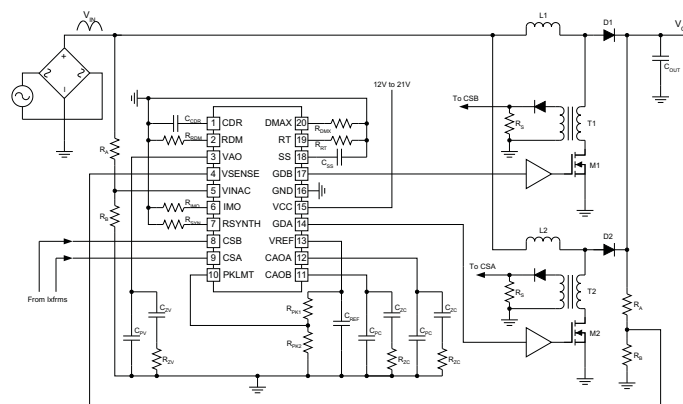 V_IN
L1
D1
V_O
C_OUT
12V to 21V
To CSB
R_S
T1
M1
C_CDR
R_RDM
1 CDR
2 RDM
3 VAO
4 VSENSE
5 VINAC
6 IMO
7 RSYNTH
8 CSB
9 CSA
10 PKLMT
DMAX 20
RT 19
SS 18
GDB 17
GND 16
VCC 15
GDA 14
VREF 13
CAOA 12
CAOB 11
R_DMX
R_RT
C_SS
R_A
R_B
R_IMO
R_SYN
L2
D2
To CSA
R_S
T2
M2
From Ixfrms
C_ZV
C_PV
R_ZV
R_PK1
R_PK2
C_REF
C_PC
C_ZC
R_ZC
C_PC
C_ZC
R_ZC
R_A
R_B